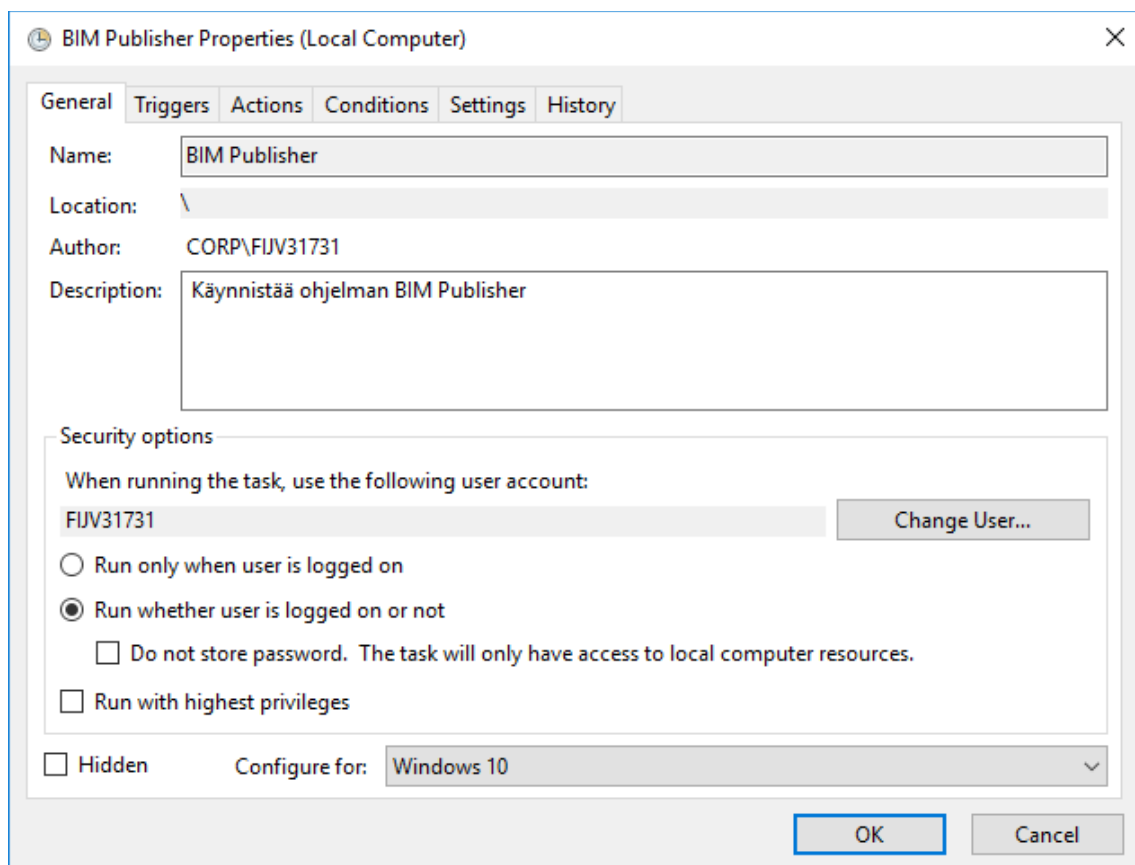 BIM Publisher Properties (Local Computer)
General Triggers Actions Conditions Settings History
Name: BIM Publisher
Location: \
Author: CORP\FIJV31731
Description: Käynnistää ohjelman BIM Publisher
Security options
When running the task, use the following user account:
FIJV31731 Change User...
Run only when user is logged on
Run whether user is logged on or not
Do not store password. The task will only have access to local computer resources.
Run with highest privileges
Hidden Configure for: Windows 10
OK Cancel